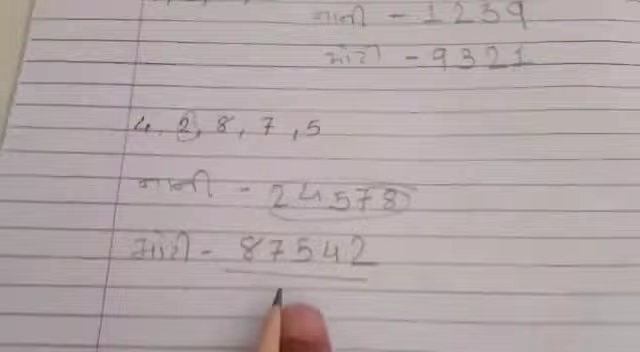 नानी - 1239
मोटी - 9321
4, 2, 8, 7, 5
नानी - 24578
मोटी - 87542